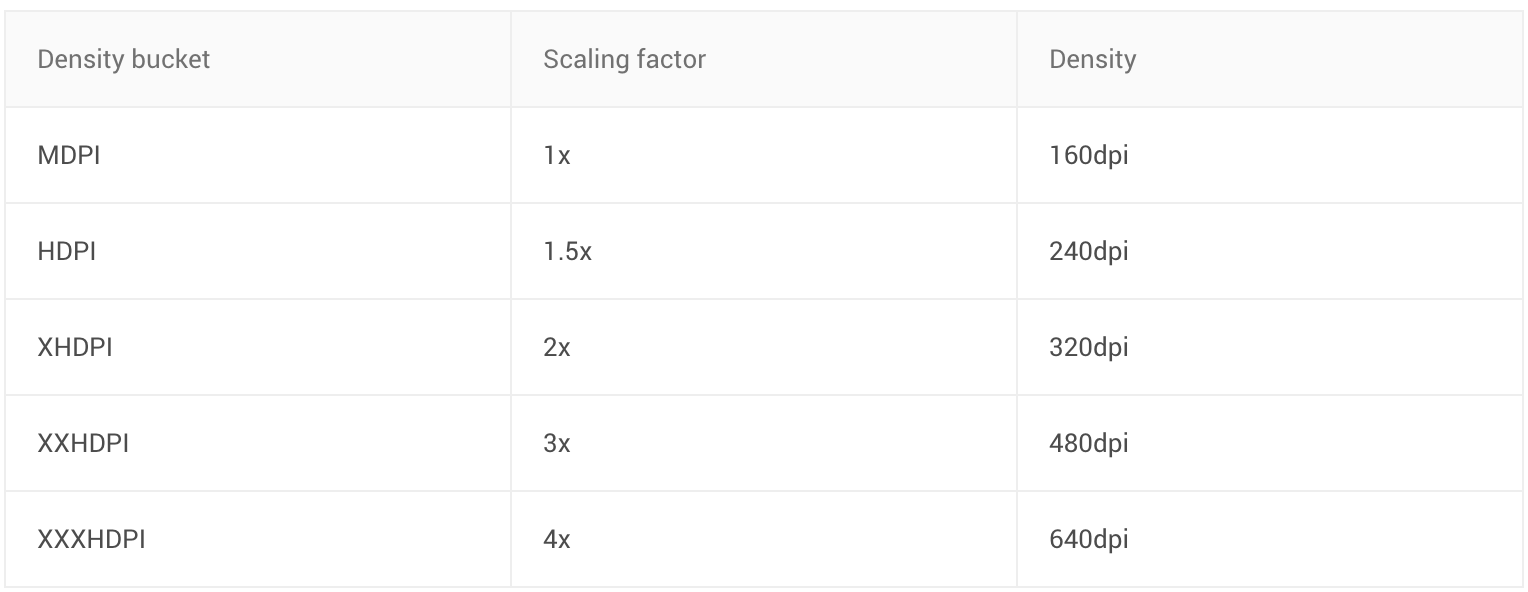 Density bucket Scaling factor Density
MDPI 1x 160dpi
HDPI 1.5x 240dpi
XHDPI 2x 320dpi
XXHDPI 3x 480dpi
XXXHDPI 4x 640dpi